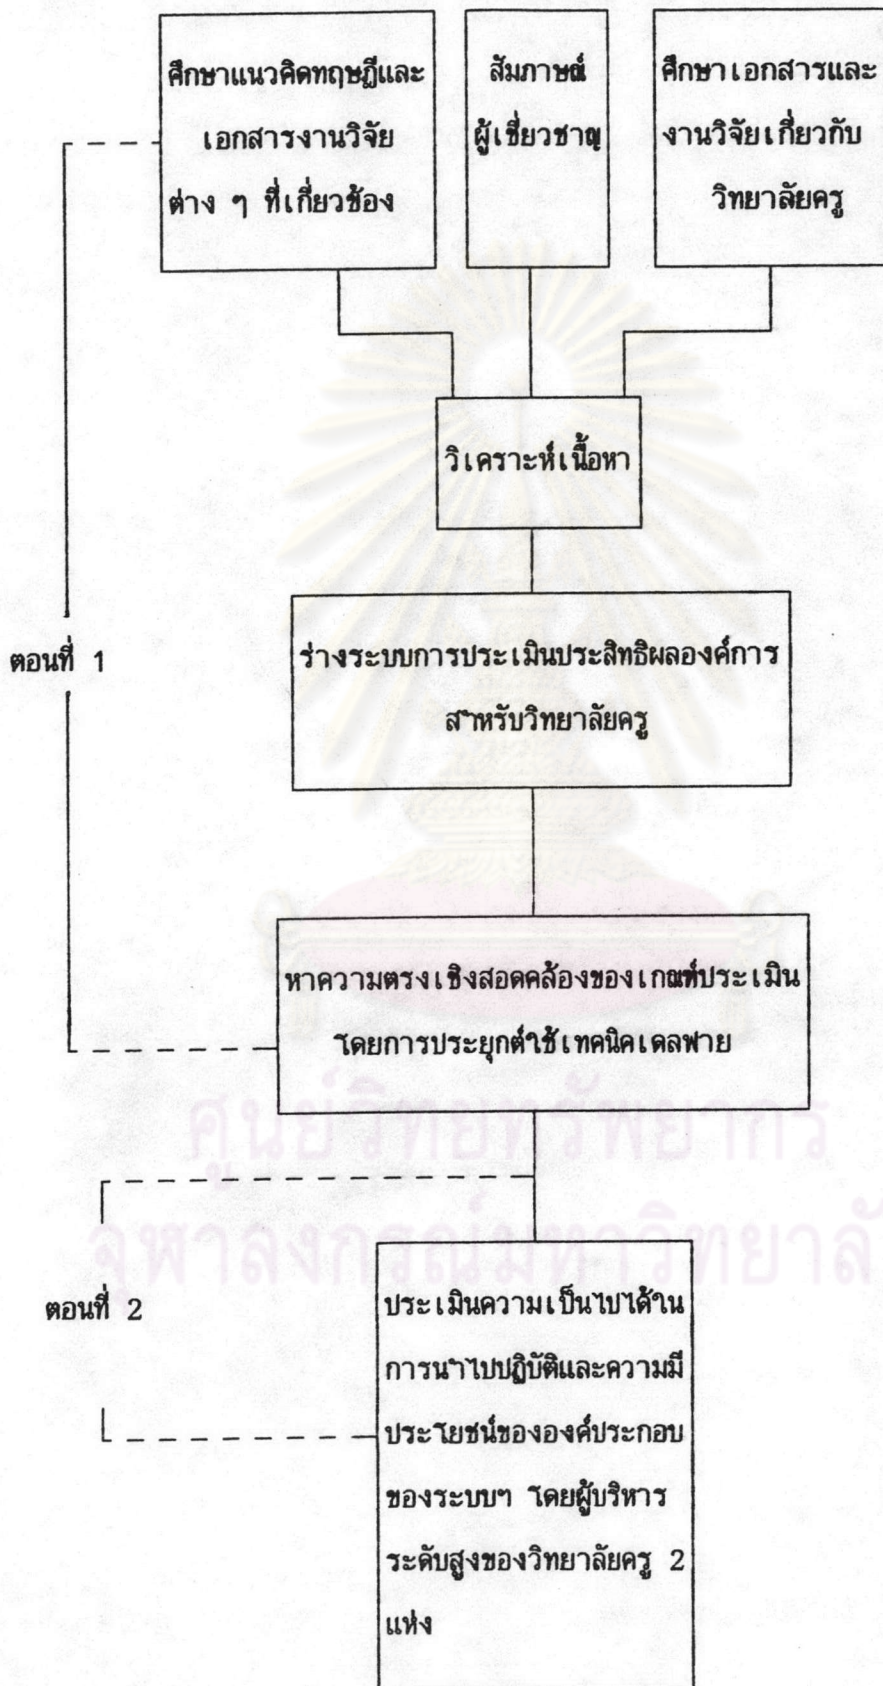 ศึกษาแนวคิดทฤษฎีและ
เอกสารงานวิจัย
ต่าง ๆ ที่เกี่ยวข้อง
สัมภาษณ์
ผู้เชี่ยวชาญ
ศึกษาเอกสารและ
งานวิจัยเกี่ยวกับ
วิทยาลัยครู
วิเคราะห์เนื้อหา
ตอนที่ 1
ร่างระบบการประเมินประสิทธิผลองค์การ
สำหรับวิทยาลัยครู
หาความตรงเชิงสอดคล้องของเกณฑ์ประเมิน
โดยการประยุกต์ใช้เทคนิคเดลฟาย
ศูนย์วิทยทรัพยากร
จุฬาลงกรณ์มหาวิทยาลั
ตอนที่ 2
ประเมินความเป็นไปได้ใน
การนำไปปฏิบัติและความมี
ประโยชน์ขององค์ประกอบ
ของระบบฯ โดยผู้บริหาร
ระดับสูงของวิทยาลัยครู 2
แห่ง